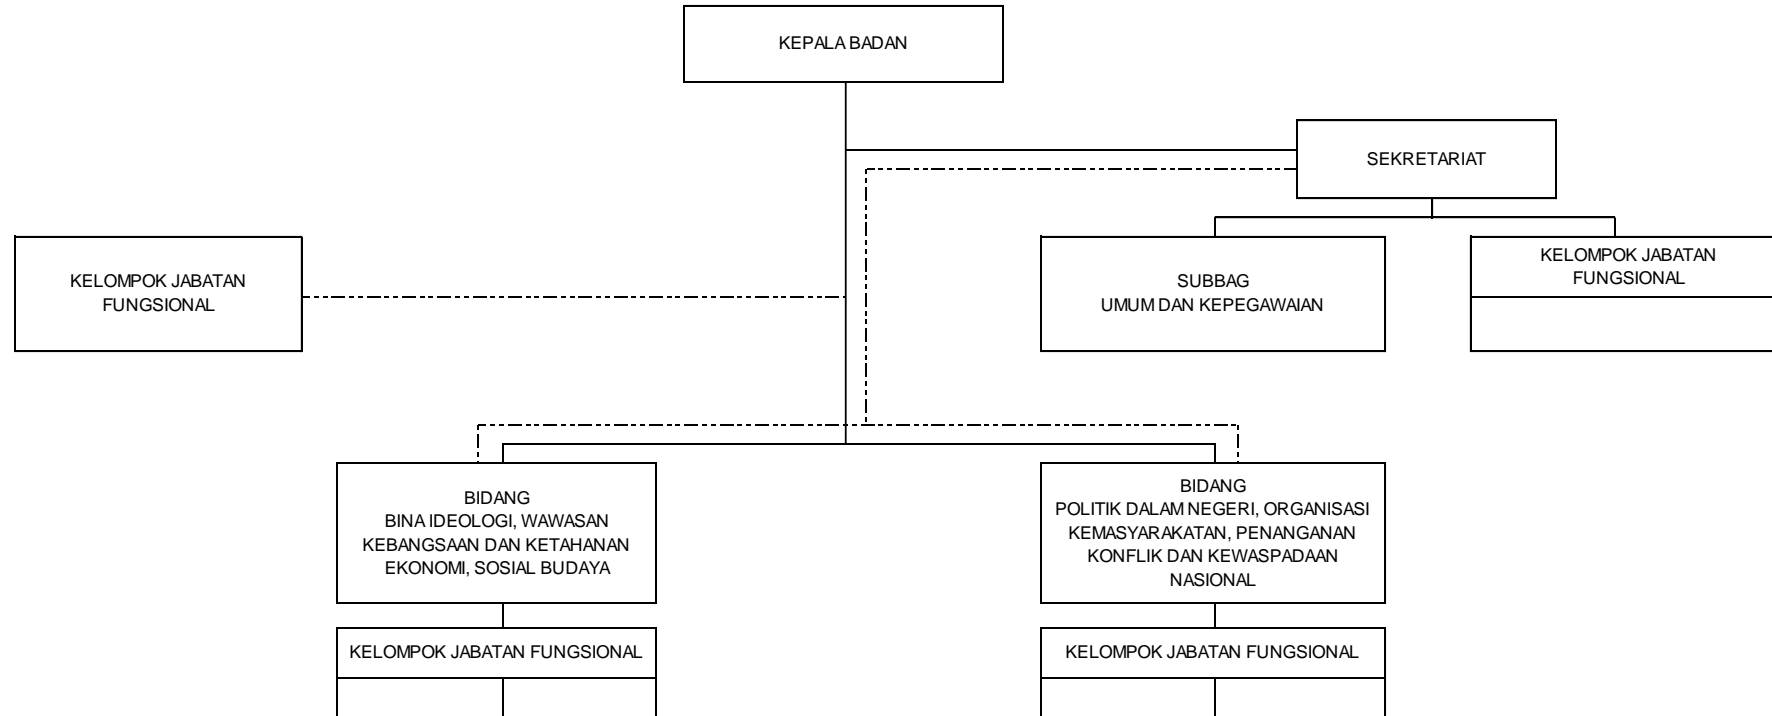 KEPALA BADAN
SEKRETARIAT
KELOMPOK JABATAN
FUNGSIONAL
SUBBAG
UMUM DAN KEPEGAWAIAN
KELOMPOK JABATAN
FUNGSIONAL
BIDANG
BINA IDEOLOGI, WAWASAN
KEBANGSAAN DAN KETAHANAN
EKONOMI, SOSIAL BUDAYA
BIDANG
POLITIK DALAM NEGERI, ORGANISASI
KEMASYARAKATAN, PENANGANAN
KONFLIK DAN KEWASPADAAN
NASIONAL
KELOMPOK JABATAN FUNGSIONAL
KELOMPOK JABATAN FUNGSIONAL